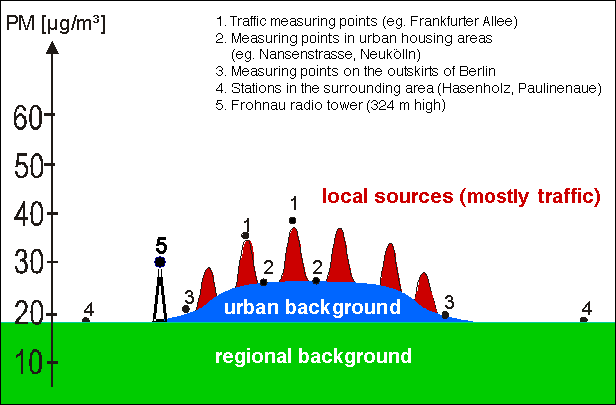 PM [µg/m³]
1. Traffic measuring points (eg. Frankfurter Allee)
2. Measuring points in urban housing areas
(eg. Nansenstrasse, Neukölln)
3. Measuring points on the outskirts of Berlin
4. Stations in the surrounding area (Hasenholz, Paulinenaue)
5. Frohnau radio tower (324 m high)
60
50
40
30
20
10
local sources (mostly traffic)
1
1
5
2
2
3
3
4
4
urban background
regional background